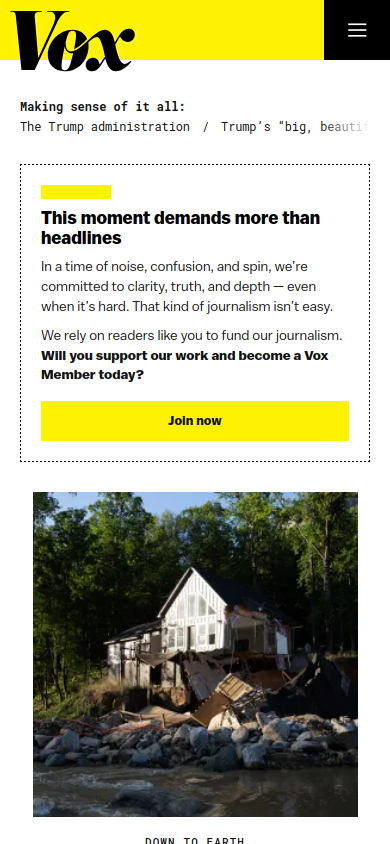 Vox
Making sense of it all:
The Trump administration / Trump’s “big, beauti
This moment demands more than
headlines
In a time of noise, confusion, and spin, we’re
committed to clarity, truth, and depth — even
when it’s hard. That kind of journalism isn’t easy.
We rely on readers like you to fund our journalism.
Will you support our work and become a Vox
Member today?
Join now
DOWN TO EARTH